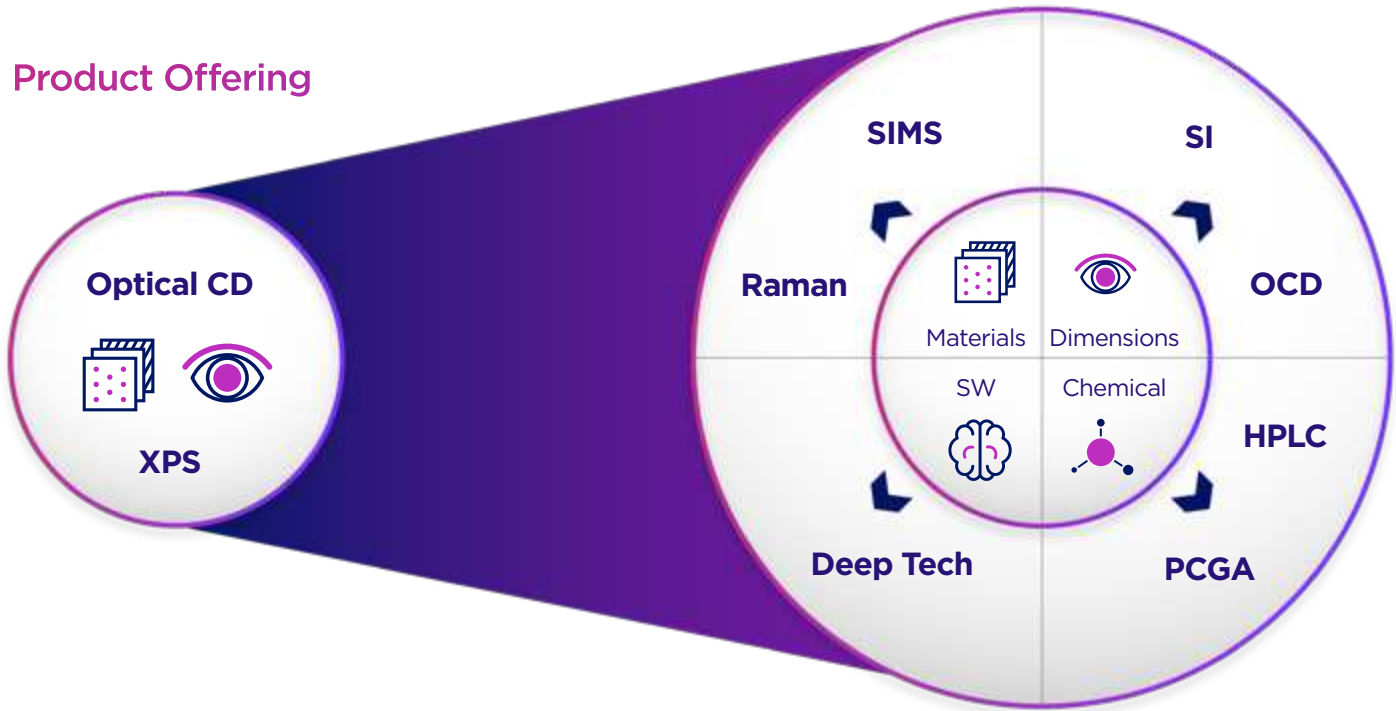 Product Offering
Optical CD
XPS
SIMS
SI
Raman
OCD
Materials
Dimensions
SW
Chemical
HPLC
Deep Tech
PCGA